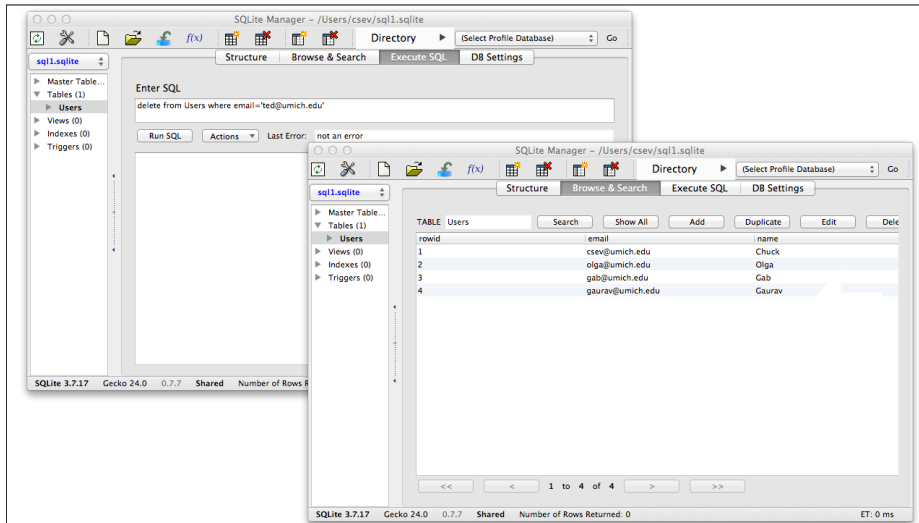 SQLite Manager – /Users/csev/sql1.sqlite
f(x)
Directory
(Select Profile Database)
Go
sql1.sqlite
Structure
Browse & Search
Execute SQL
DB Settings
Master Table...
Tables (1)
Users
Views (0)
Indexes (0)
Triggers (0)
Enter SQL
delete from Users where email='ted@umich.edu'
Run SQL
Actions
Last Error:
not an error
SQLite 3.7.17
Gecko 24.0
0.7.7
Shared
Number of Rows R
SQLite Manager – /Users/csev/sql1.sqlite
f(x)
Directory
(Select Profile Database)
Go
sql1.sqlite
Structure
Browse & Search
Execute SQL
DB Settings
Master Table...
Tables (1)
Users
Views (0)
Indexes (0)
Triggers (0)
TABLE
Users
Search
Show All
Add
Duplicate
Edit
Dele
rowid email name
1 csev@umich.edu Chuck
2 olga@umich.edu Olga
3 gab@umich.edu Gab
4 gaurav@umich.edu Gaurav
<<
<
1 to 4 of 4
>
>>
SQLite 3.7.17
Gecko 24.0
0.7.7
Shared
Number of Rows Returned: 0
ET: 0 ms